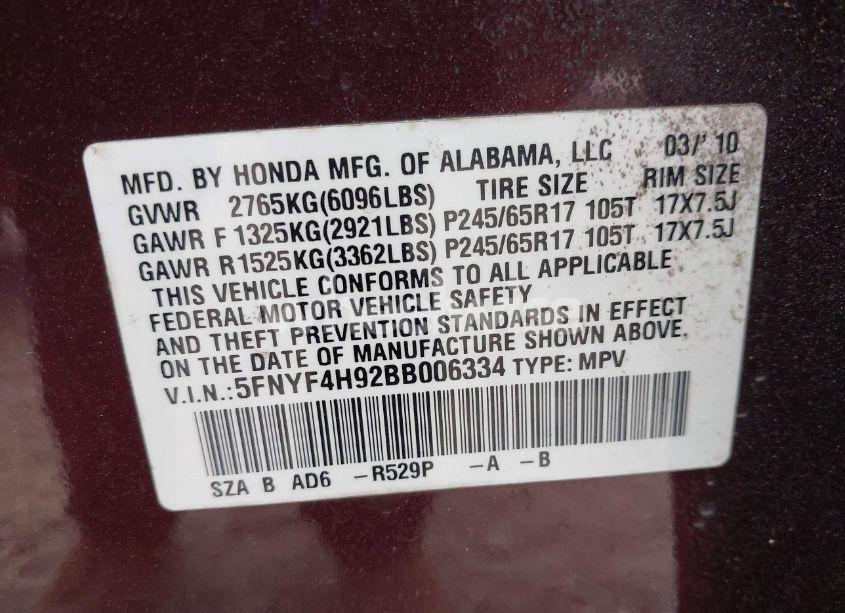 MFD. BY HONDA MFG. OF ALABAMA, LLC 03/' 10
GVWR 2765KG(6096LBS) TIRE SIZE RIM SIZE
GAWR F 1325KG(2921LBS) P245/65R17 105T 17X7.5J
GAWR R1525KG(3362LBS) P245/65R17 105T 17X7.5J
THIS VEHICLE CONFORMS TO ALL APPLICABLE
FEDERAL MOTOR VEHICLE SAFETY
AND THEFT PREVENTION STANDARDS IN EFFECT
ON THE DATE OF MANUFACTURE SHOWN ABOVE.
V.I.N.:5FNYF4H92BB006334 TYPE: MPV
SZA B AD6 -R529P -A -B